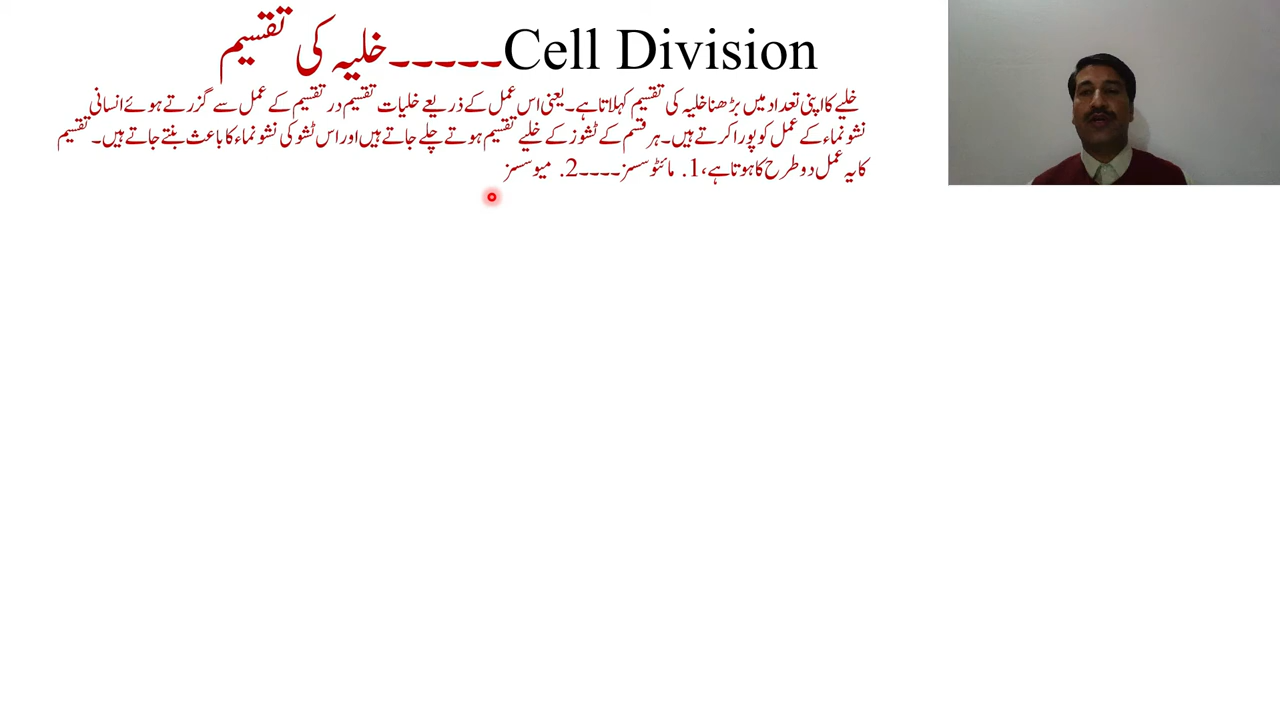 Cell Division۔۔۔۔۔خلیہ کی تقسیم
خلیے کا اپنی تعداد میں بڑھنا خلیہ کی تقسیم کہلاتا ہے۔ یعنی اس عمل کے ذریعے خلیات تقسیم در تقسیم کے عمل سے گزرتے ہوئے انسانی
نشو نماء کے عمل کو پورا کرتے ہیں۔ ہر قسم کے ٹشوز کے خلیے تقسیم ہوتے چلے جاتے ہیں اور اس ٹشو کی نشو نماء کا باعث بنتے جاتے ہیں۔ تقسیم
کا یہ عمل دو طرح کا ہوتا ہے، 1. مائٹوسسز۔۔۔۔2. میوسسز